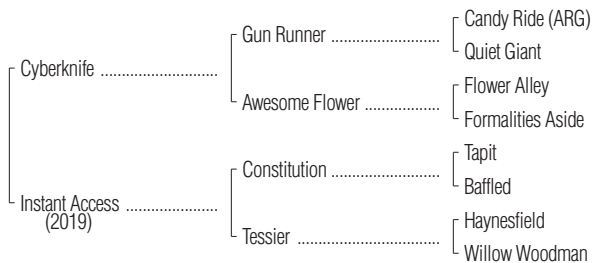 Candy Ride (ARG)
Gun Runner
Quiet Giant
Cyberknife
Flower Alley
Awesome Flower
Formalities Aside
Tapit
Constitution
Baffled
Instant Access
(2019)
Haynesfield
Tessier
Willow Woodman